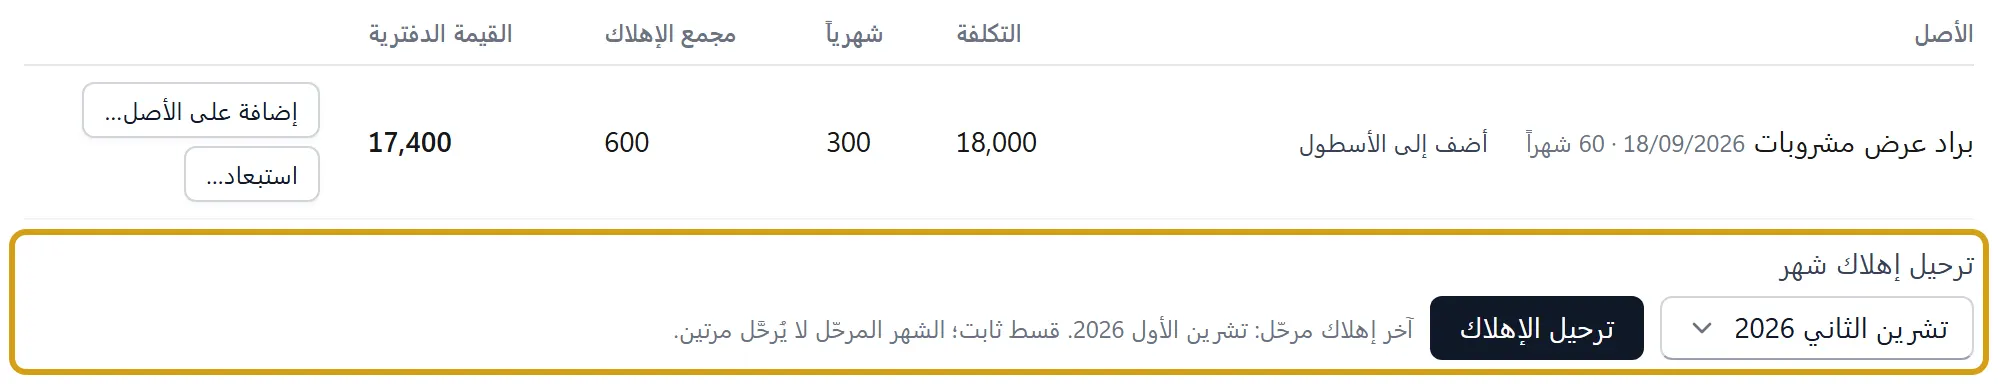 الأصل التكلفة شهرياً مجمع الإهلاك القيمة الدفترية
براد عرض مشروبات 18/09/2026 · 60 شهراً أضف إلى الأسطول 18,000 300 600 17,400 إضافة على الأصل...
استبعاد...
ترحيل إهلاك شهر
تشرين الثاني 2026 ترحيل الإهلاك آخر إهلاك مرحّل: تشرين الأول 2026. قسط ثابت؛ الشهر المرحّل لا يُرحَّل مرتين.